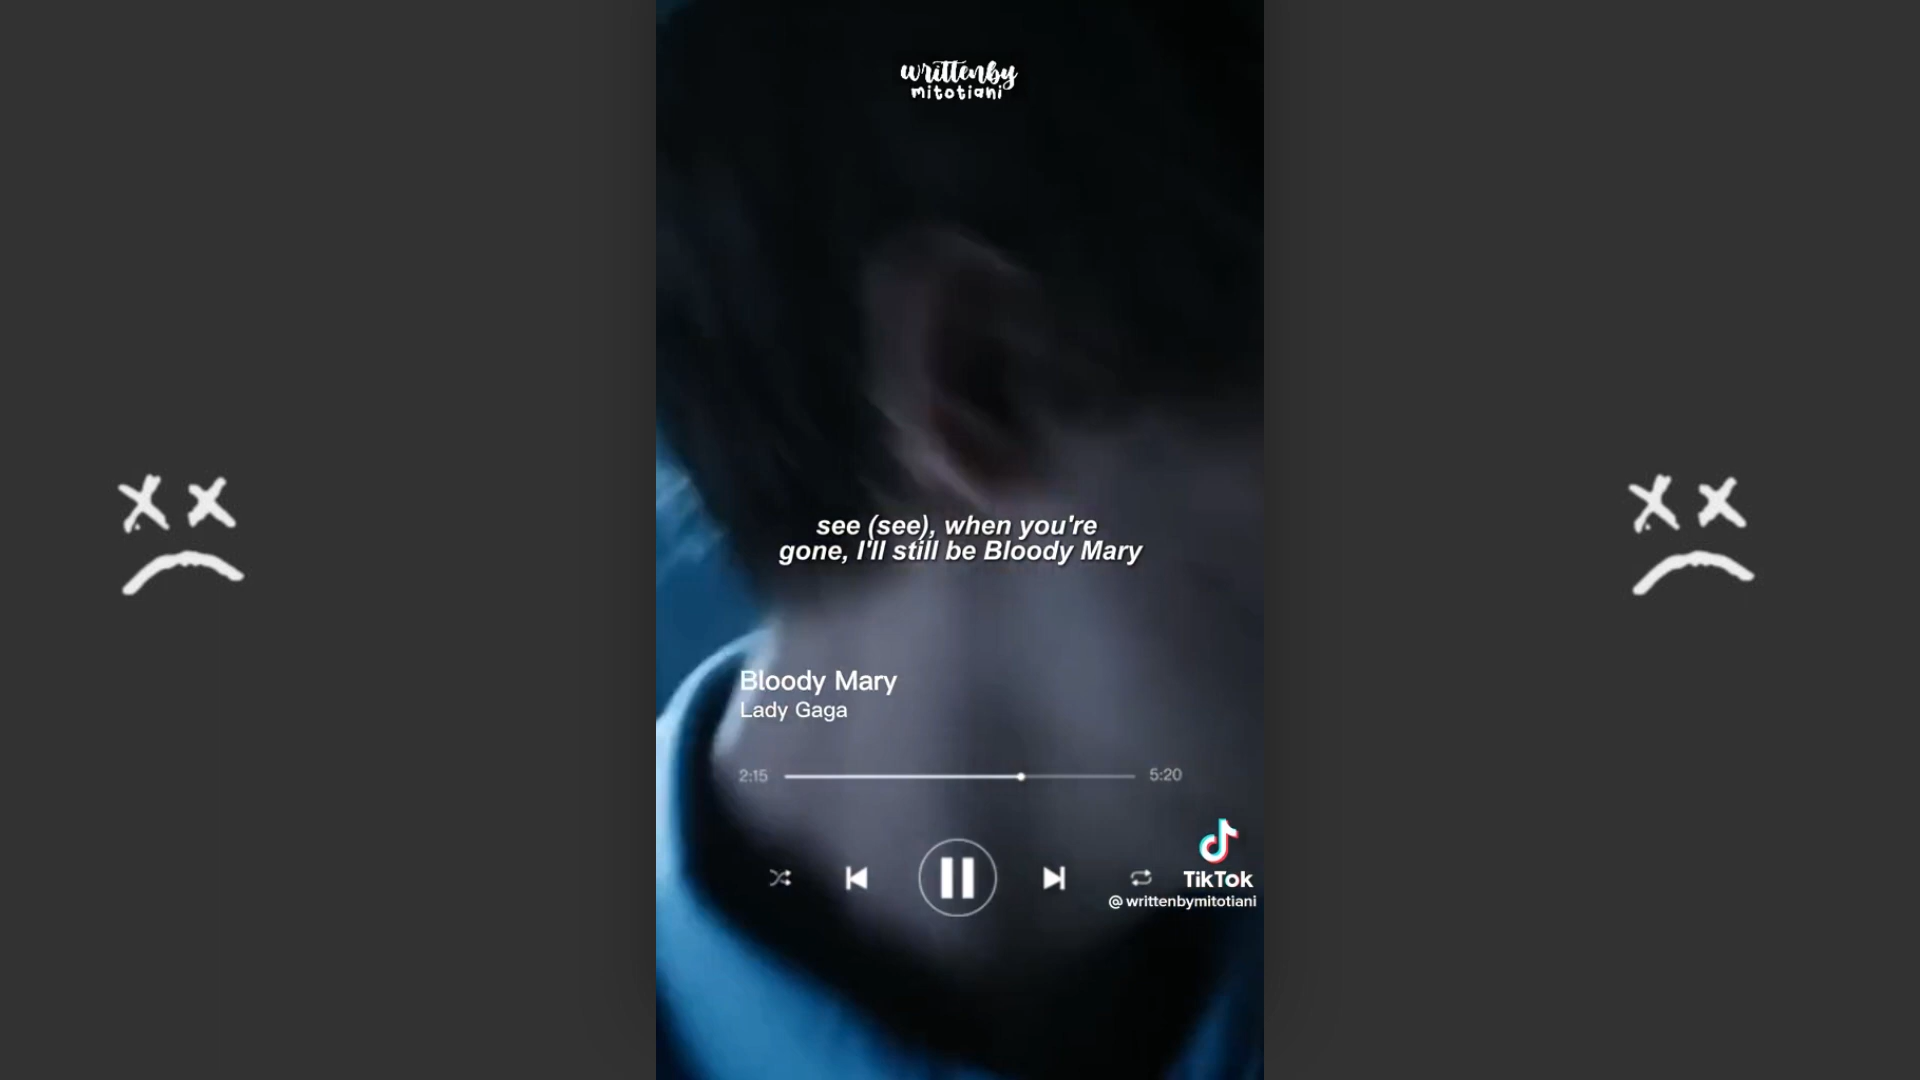 writtenby
mitotiani
see (see), when you're
gone, I'll still be Bloody Mary
Bloody Mary
Lady Gaga
2:15
5:20
TikTok
@writtenbymitotiani